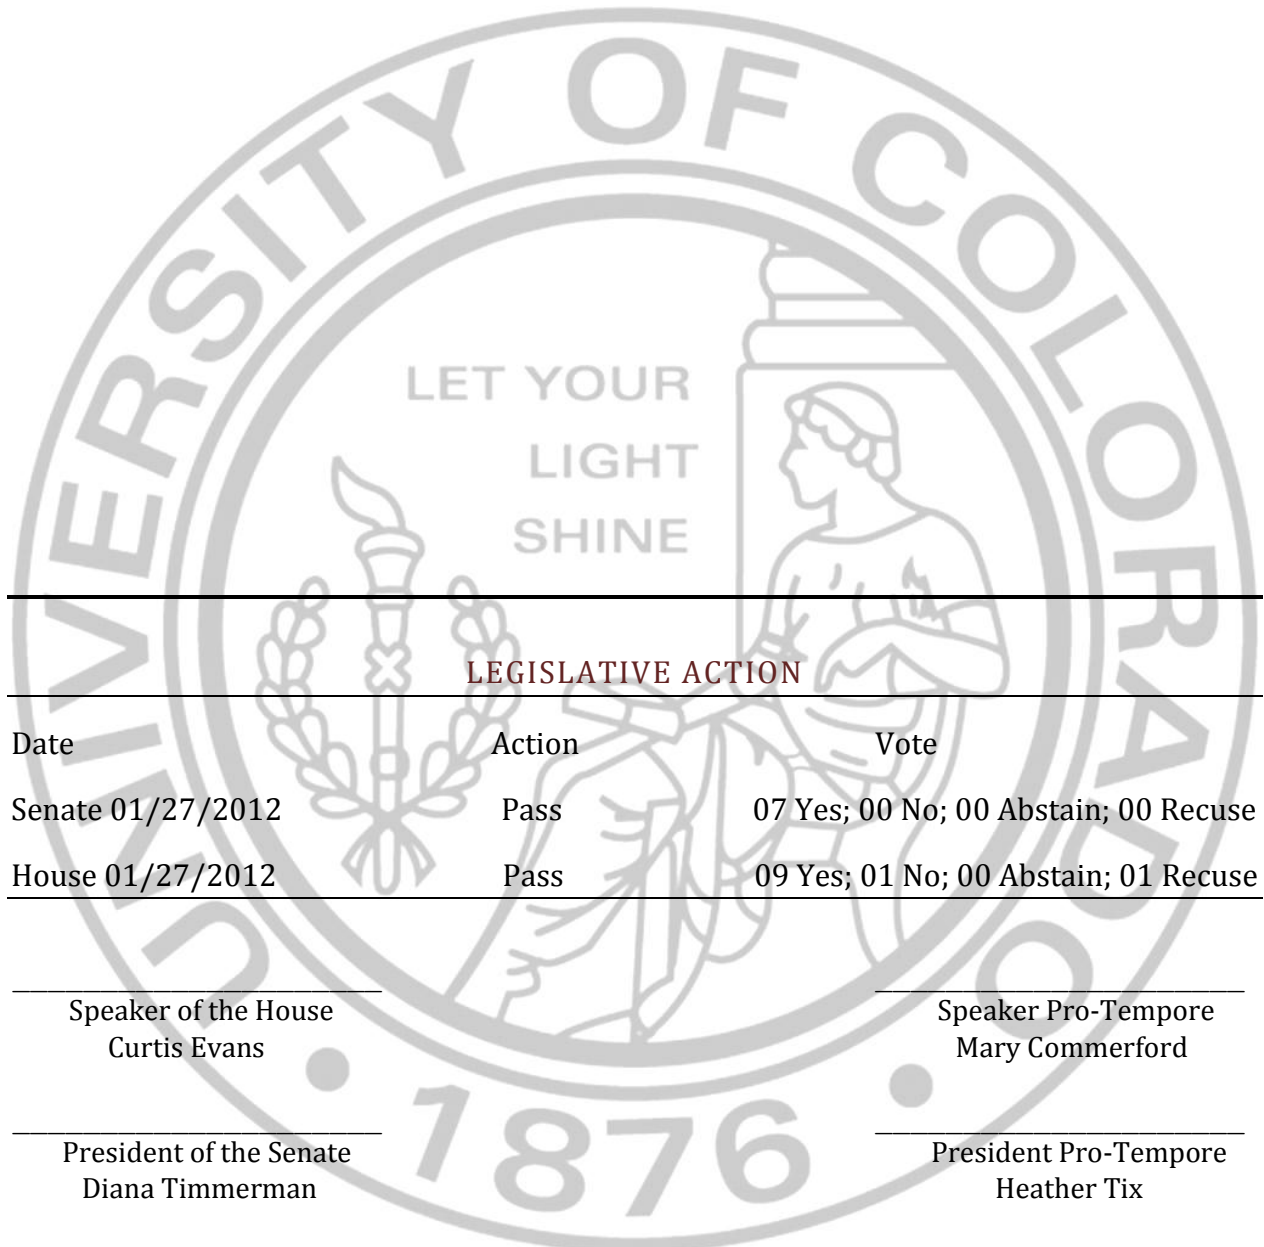 UNIVERSITY OF COLORADO
LET YOUR
LIGHT
SHINE
LEGISLATIVE ACTION
Date Action Vote
Senate 01/27/2012 Pass 07 Yes; 00 No; 00 Abstain; 00 Recuse
House 01/27/2012 Pass 09 Yes; 01 No; 00 Abstain; 01 Recuse
Speaker of the House Speaker Pro-Tempore
Curtis Evans Mary Commerford
President of the Senate President Pro-Tempore
Diana Timmerman Heather Tix
• 1876 •